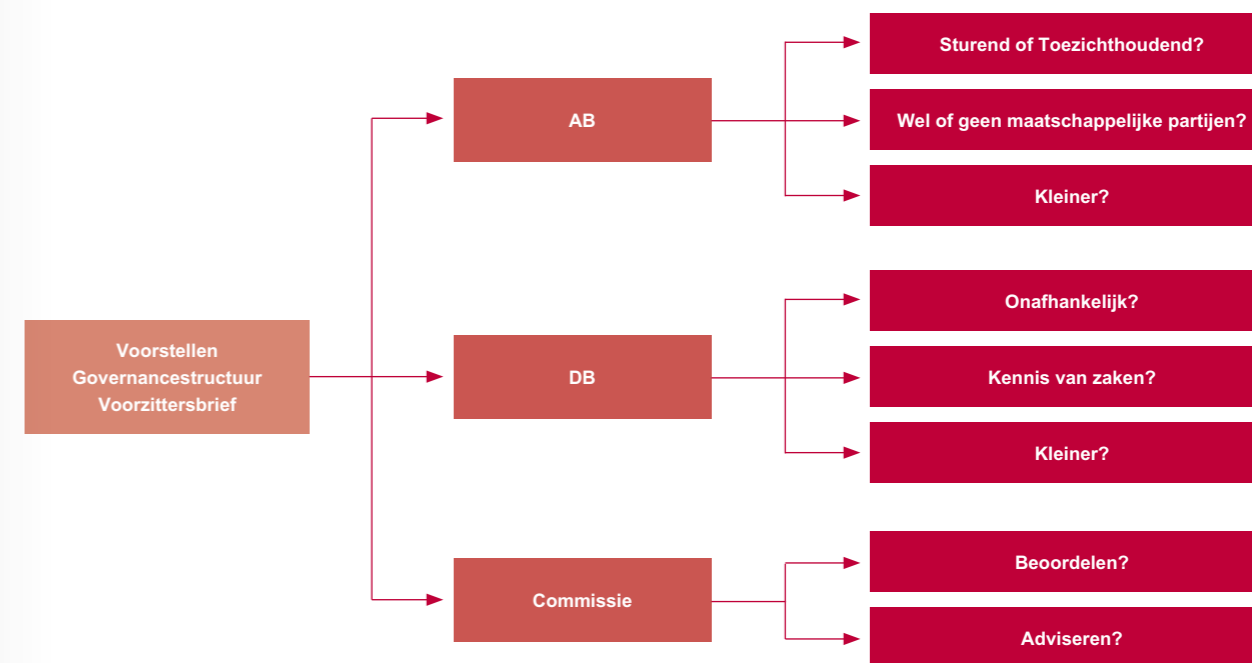 Voorstellen
Governancestructuur
Voorzittersbrief
AB
Sturend of Toezichthoudend?
Wel of geen maatschappelijke partijen?
Kleiner?
DB
Onafhankelijk?
Kennis van zaken?
Kleiner?
Commissie
Beoordelen?
Adviseren?